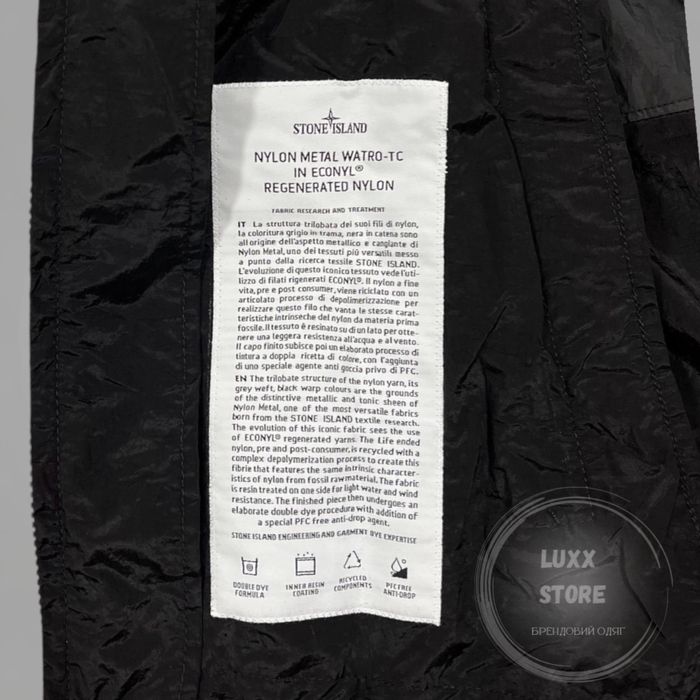 STONE ISLAND
NYLON METAL WATRO-TC
IN ECONYL®
REGENERATED NYLON
FABRIC RESEARCH AND TREATMENT
IT La struttura trilobata dei suoi fili di nylon,
la coloritura grigio in trama, nera in catena sono
all'origine dell'aspetto metallico e cangiante di
Nylon Metal, uno dei tessuti più versatili messo
a punto dalla ricerca tessile STONE ISLAND.
L'evoluzione di questo iconico tessuto vede l'uti-
lizzo di filati rigenerati ECONYL®. Il nylon a fine
vita, pre e post consumer, viene riciclato con un
articolato processo di depolimerizzazione per
realizzare questo filo che vanta le stesse carat-
teristiche intrinseche del nylon da materia prima
fossile. Il tessuto è resinato su di un lato per otte-
nere una leggera resistenza all'acqua e al vento.
Il capo finito subisce poi un elaborato processo di
tintura a doppia ricetta di colore, con l'aggiunta
di uno speciale agente anti goccia privo di PFC.
EN The trilobate structure of the nylon yarn, its
grey weft, black warp colours are the grounds
of the distinctive metallic and tonic sheen of
Nylon Metal, one of the most versatile fabrics
born from the STONE ISLAND textile research.
The evolution of this iconic fabric sees the use
of ECONYL® regenerated yarns. The Life ended
nylon, pre and post-consumer, is recycled with a
complex depolymerization process to create this
fibrie that features the same intrinsic character-
istics of nylon from fossil raw material. The fabric
is resin treated on one side for light water and wind
resistance. The finished piece then undergoes an
elaborate double dye procedure with addition of
a special PFC free anti-drop agent.
STONE ISLAND ENGINEERING AND GARMENT DYE EXPERTISE
DOUBLE DYE
FORMULA
INNER RESIN
COATING
RECYCLED
COMPONENTS
PFC FREE
ANTI-DROP
LUXX
STORE
БРЕНДОВИЙ ОДЯГ